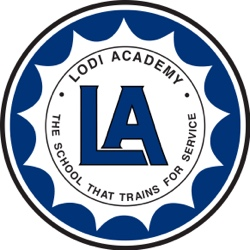 · LODI ACADEMY ·
LA
THE SCHOOL THAT TRAINS FOR SERVICE